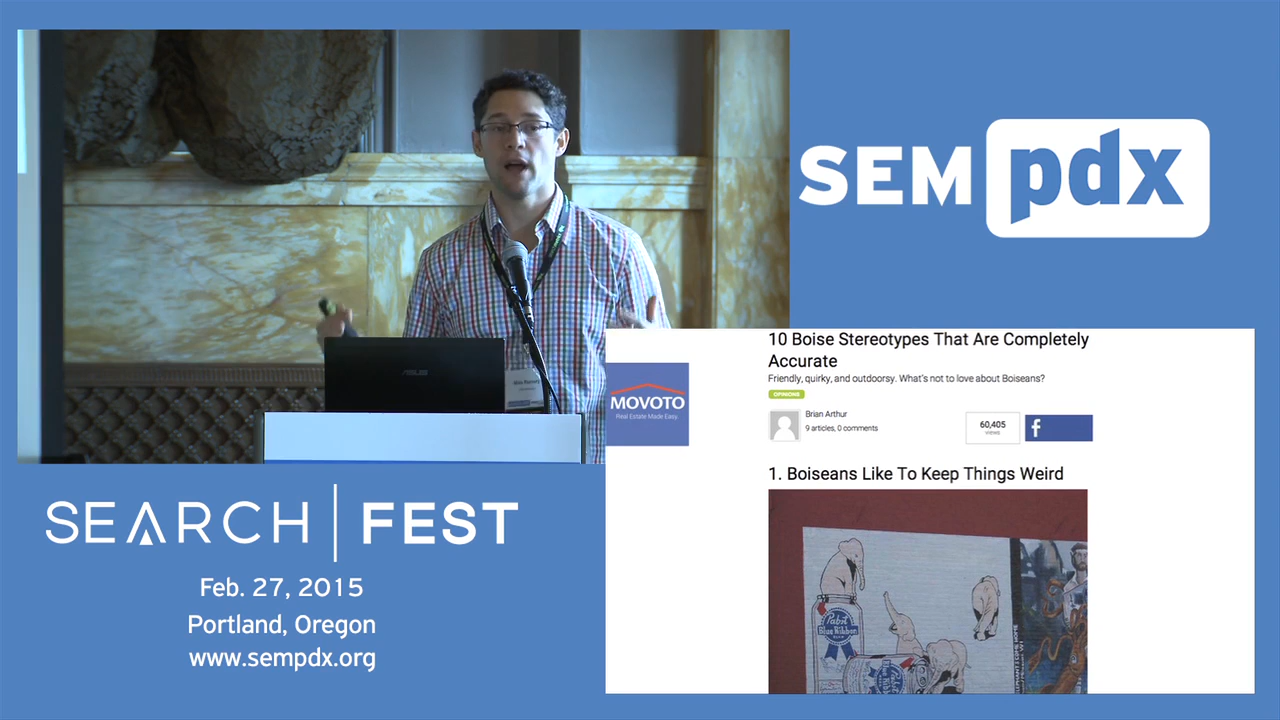 SEM pdx
ASUS
10 Boise Stereotypes That Are Completely
Accurate
Friendly, quirky, and outdoorsy. What's not to love about Boiseans?
OPINIONS
MOVOTO
Real Estate Made Easy.
Brian Arthur
9 articles, 0 comments
60,405
VIEWS
f
1. Boiseans Like To Keep Things Weird
Pabst
Blue Ribbon
BEER
SEARCH FEST
Feb. 27, 2015
Portland, Oregon
www.sempdx.org